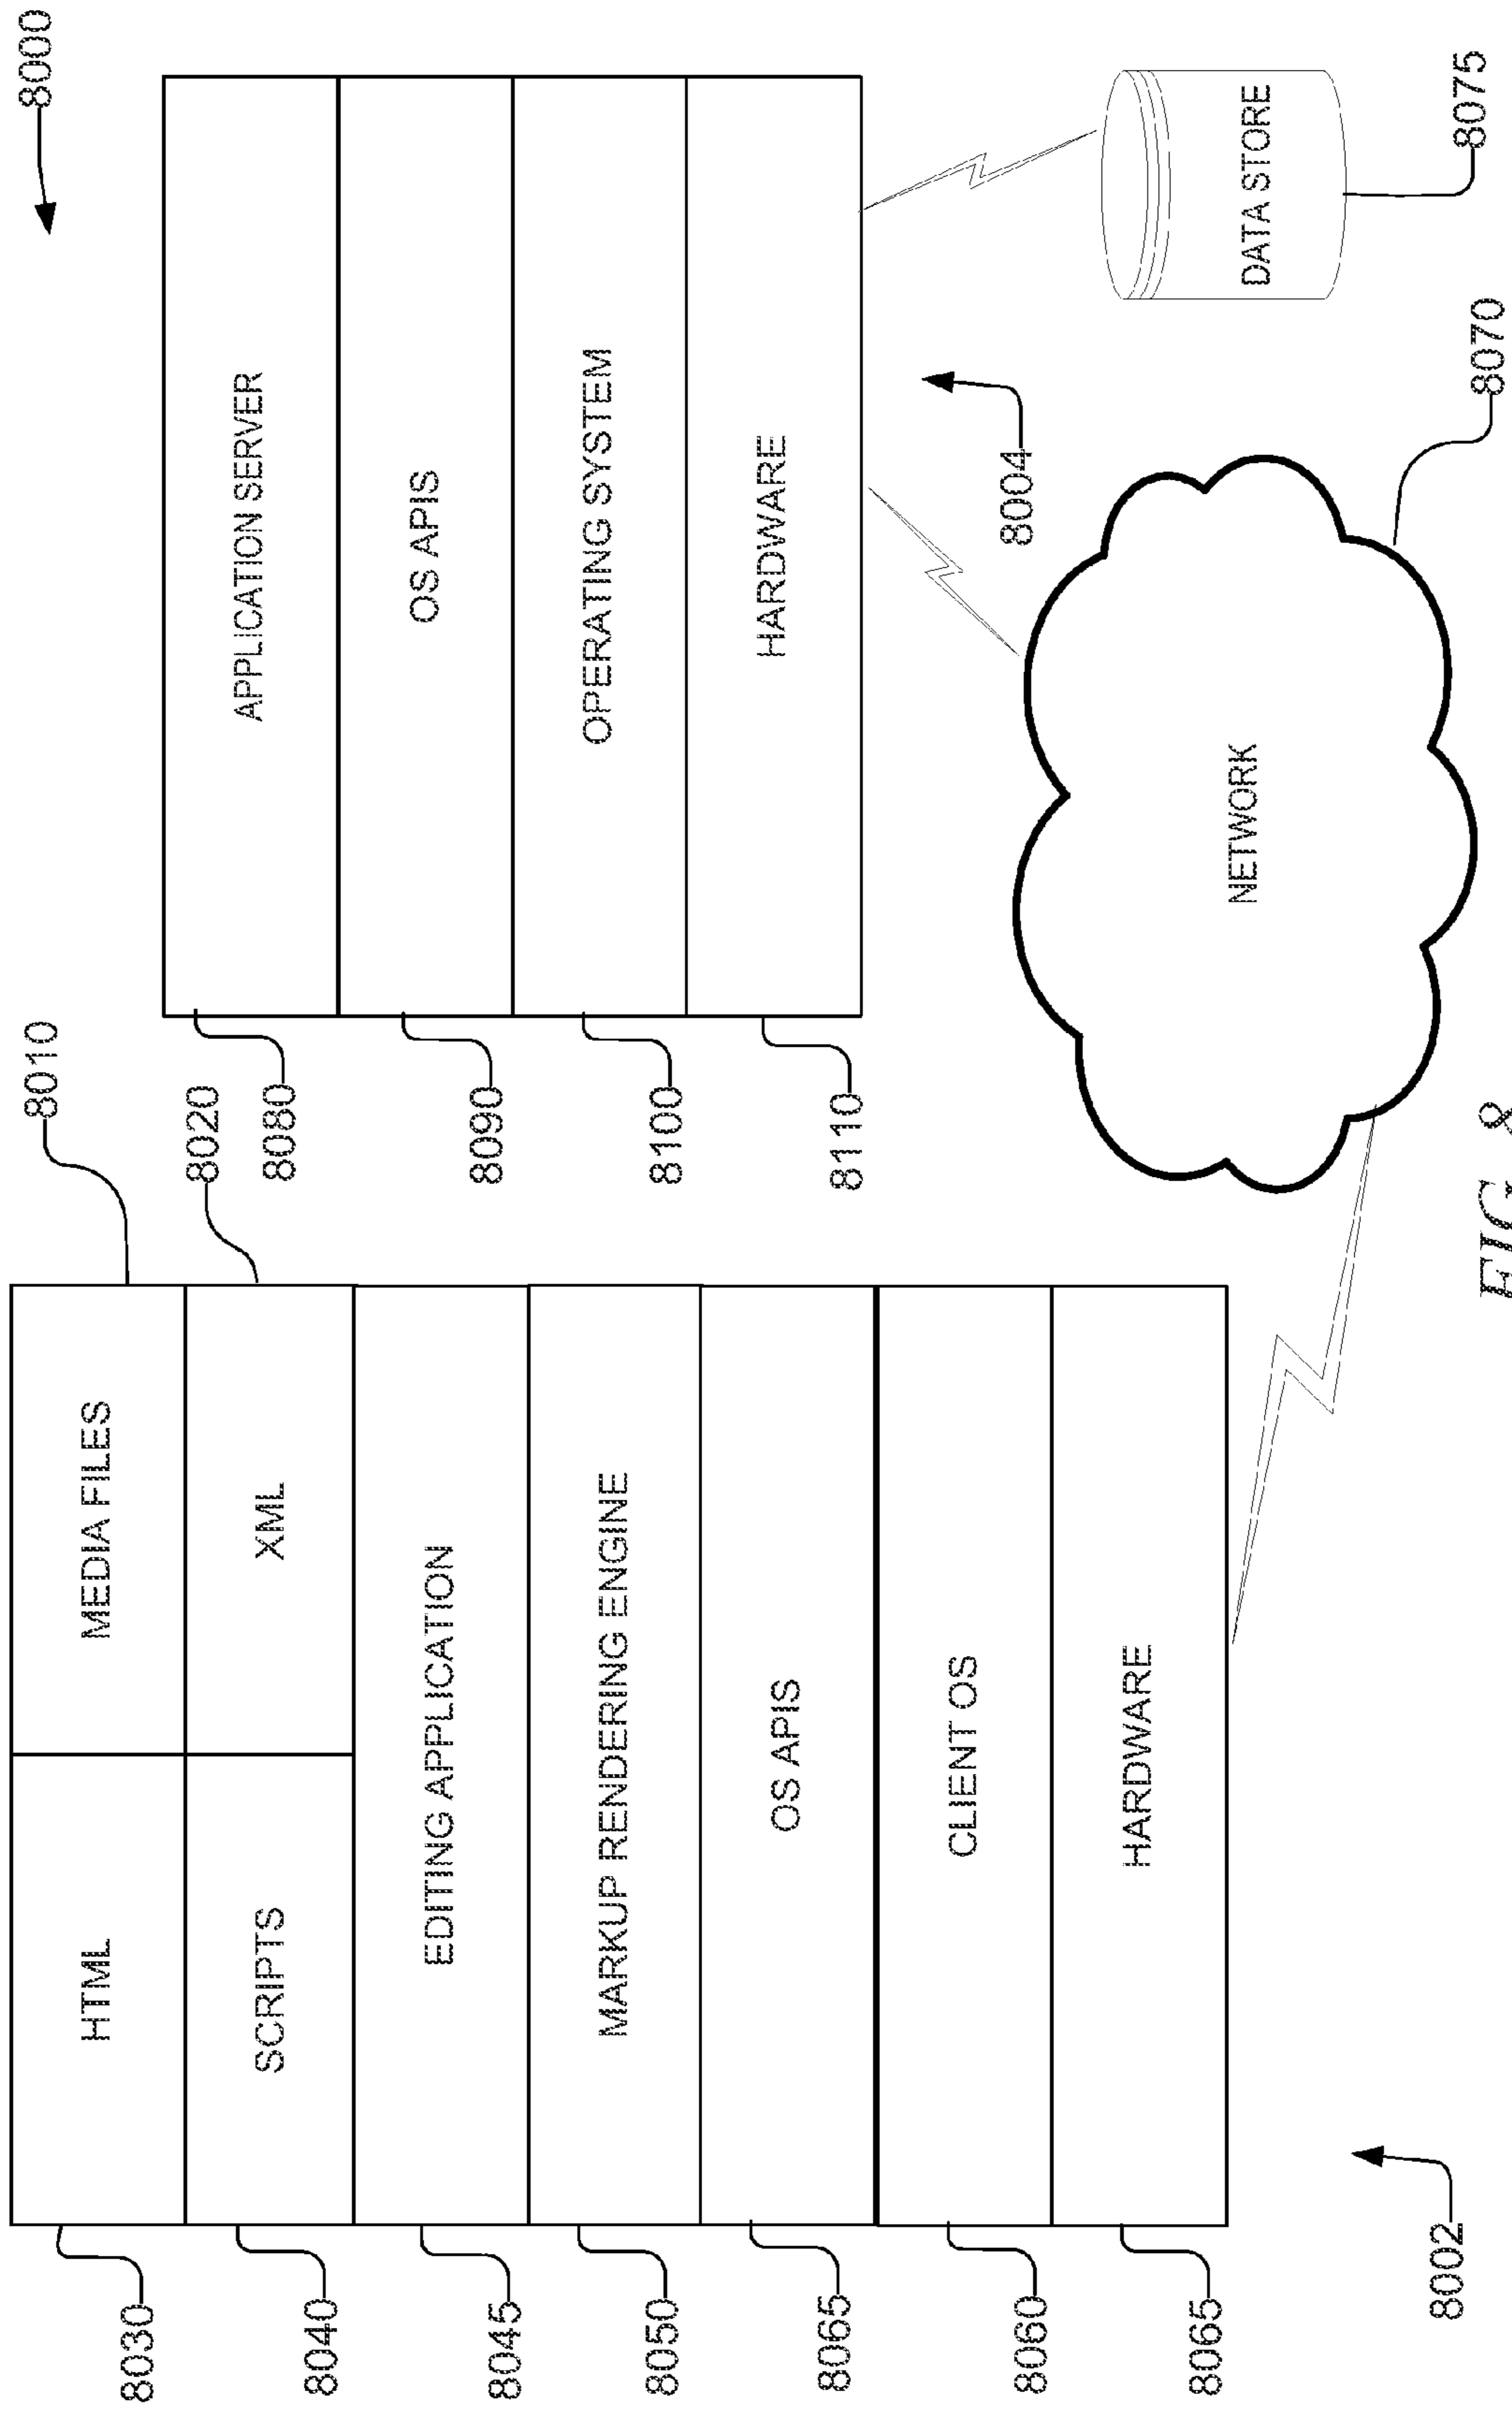 8000
8010
8020
8030
HTML
MEDIA FILES
8040
SCRIPTS
XML
8045
EDITING APPLICATION
8050
MARKUP RENDERING ENGINE
8065
OS APIS
8060
CLIENT OS
8065
HARDWARE
8002
8080
APPLICATION SERVER
8090
OS APIS
8100
OPERATING SYSTEM
8110
HARDWARE
8004
NETWORK
8070
DATA STORE
8075
FIG. 8